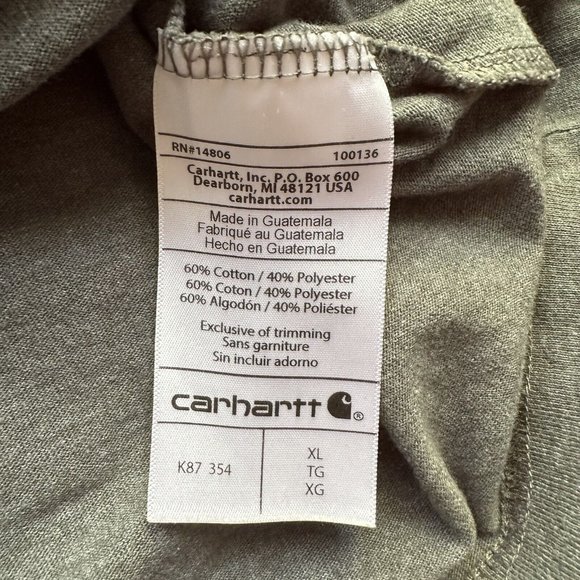 RN#14806 100136
Carhartt, Inc. P.O. Box 600
Dearborn, MI 48121 USA
carhartt.com
Made in Guatemala
Fabriqué au Guatemala
Hecho en Guatemala
60% Cotton / 40% Polyester
60% Coton / 40% Polyester
60% Algodón / 40% Poliéster
Exclusive of trimming
Sans garniture
Sin incluir adorno
carhartt ®
K87 354
XL
TG
XG